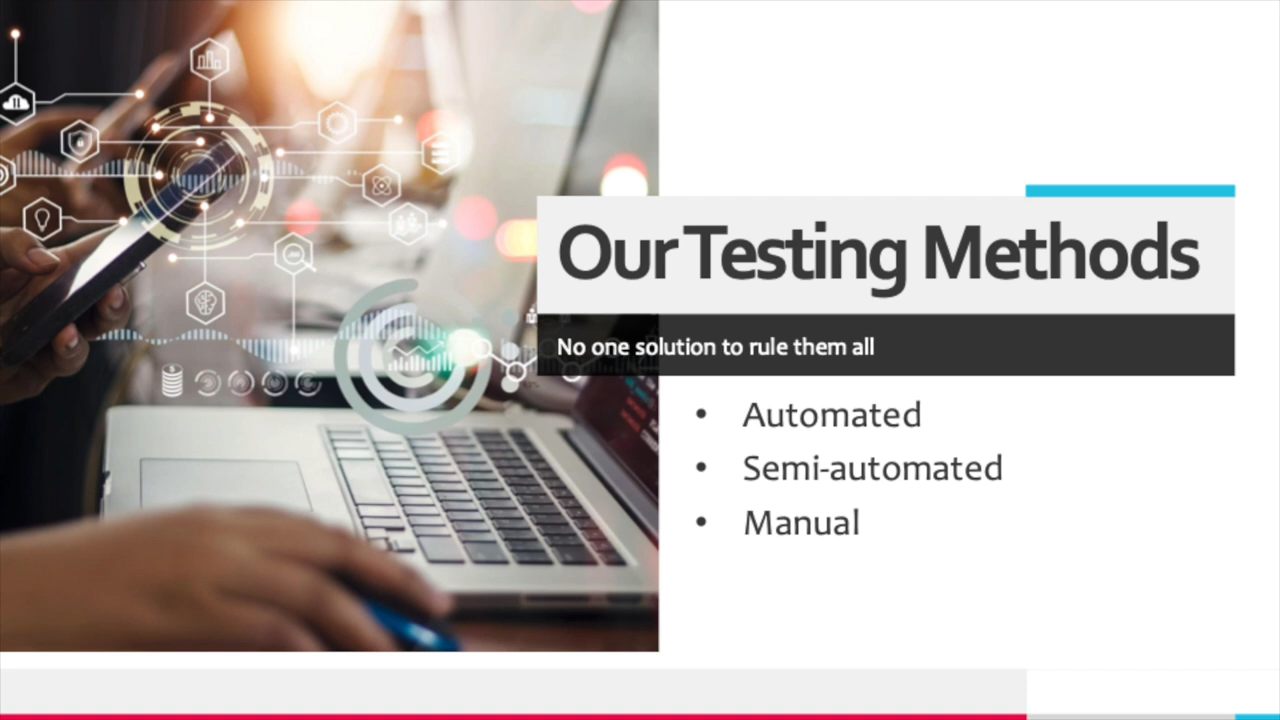 Our Testing Methods
No one solution to rule them all
• Automated
• Semi-automated
• Manual